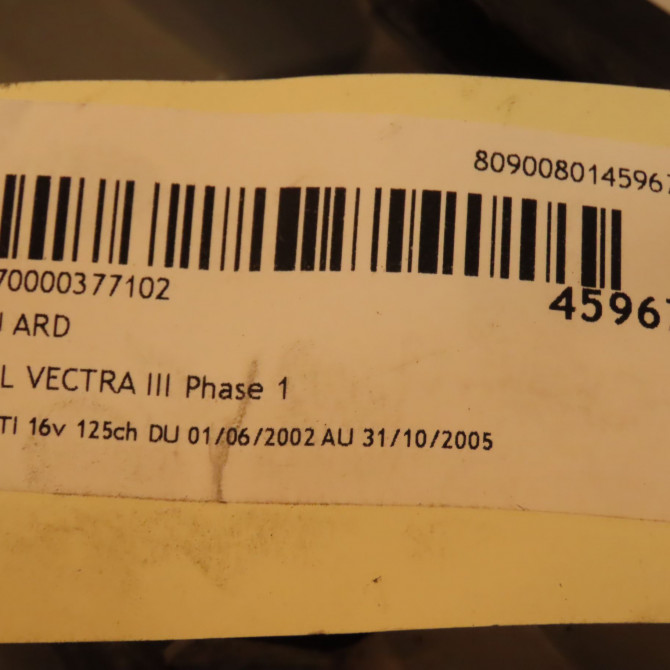 8090080145967
70000377102
45967
ARD
L VECTRA III Phase 1
TI 16v 125ch DU 01/06/2002 AU 31/10/2005